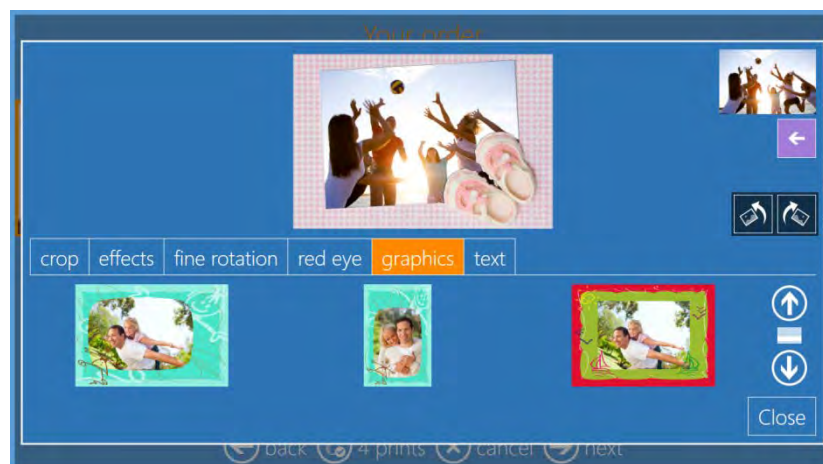 Your order
crop effects fine rotation red eye graphics text
Close
back 4 prints cancel next